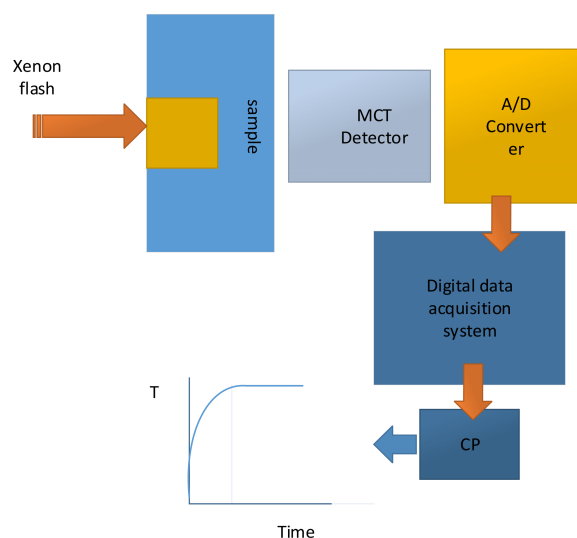 Xenon
flash
sample
MCT
Detector
A/D
Convert
er
Digital data
acquisition
system
T
CP
Time